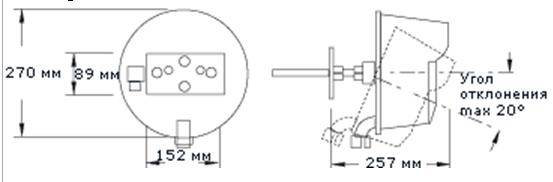 270 мм
89 мм
152 мм
257 мм
Угол
отклонения
max 20°